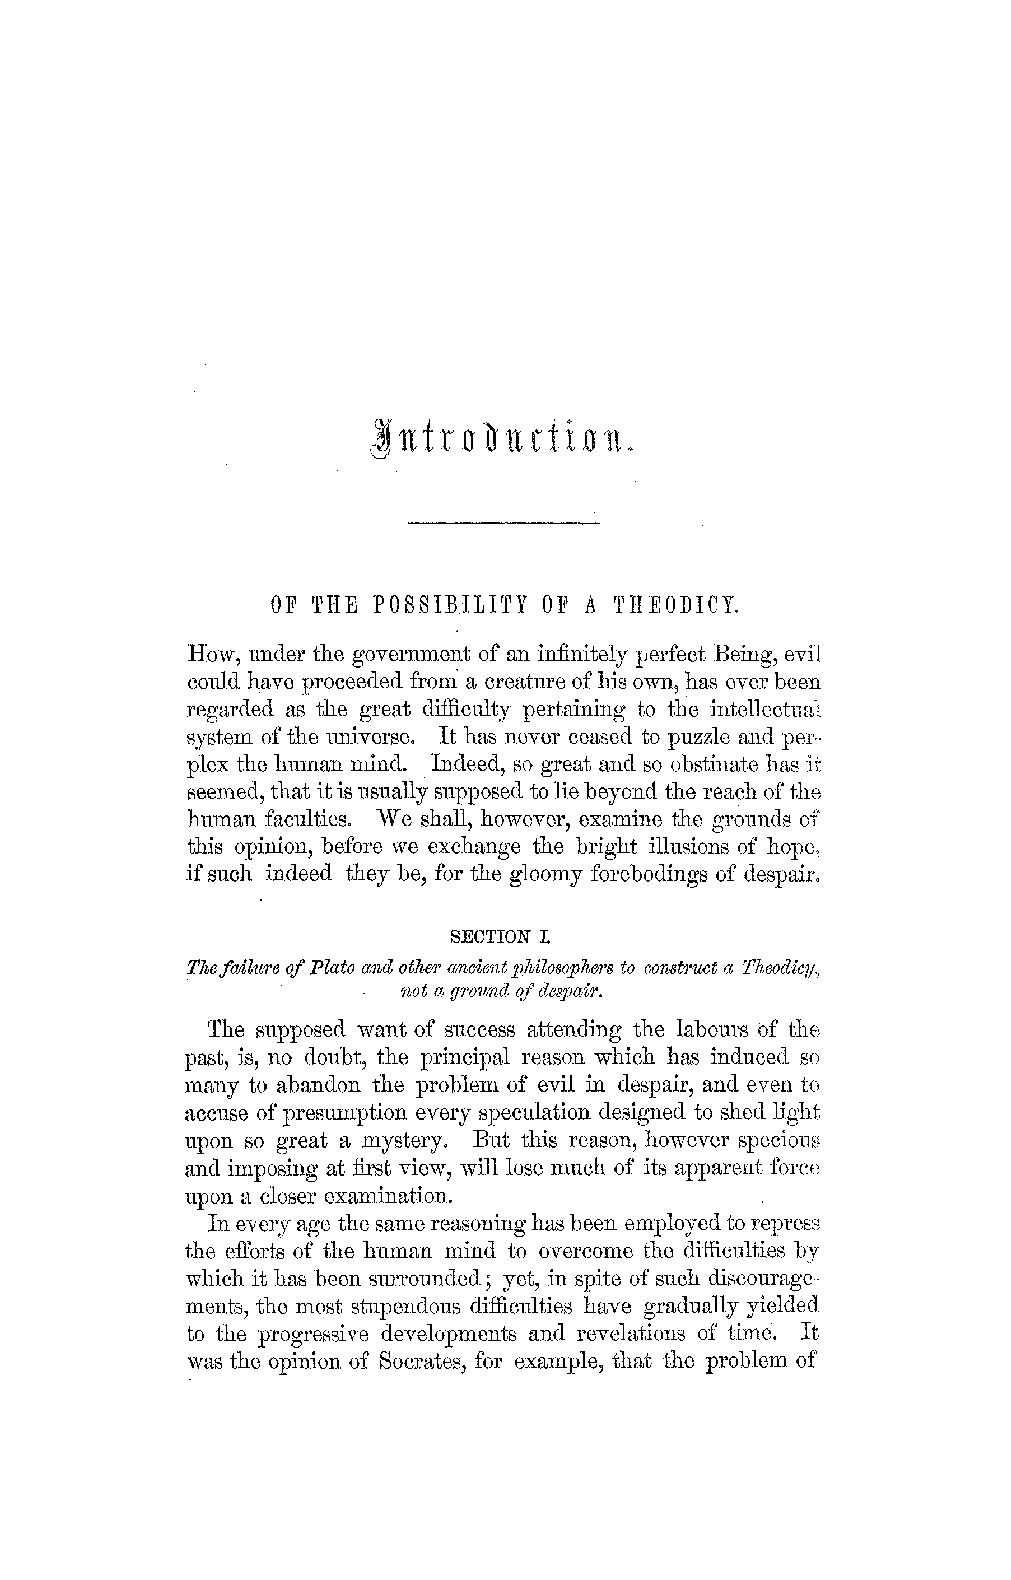 Introduction.
OF THE POSSIBILITY OF A THEODICY.
How, under the government of an infinitely perfect Being, evil
could have proceeded from a creature of his own, has ever been
regarded as the great difficulty pertaining to the intellectual
system of the universe. It has never ceased to puzzle and per-
plex the human mind. Indeed, so great and so obstinate has it
seemed, that it is usually supposed to lie beyond the reach of the
human faculties. We shall, however, examine the grounds of
this opinion, before we exchange the bright illusions of hope,
if such indeed they be, for the gloomy forebodings of despair.
SECTION I.
The failure of Plato and other ancient philosophers to construct a Theodicy,
not a ground of despair.
The supposed want of success attending the labours of the
past, is, no doubt, the principal reason which has induced so
many to abandon the problem of evil in despair, and even to
accuse of presumption every speculation designed to shed light
upon so great a mystery. But this reason, however specious
and imposing at first view, will lose much of its apparent force
upon a closer examination.
In every age the same reasoning has been employed to repress
the efforts of the human mind to overcome the difficulties by
which it has been surrounded; yet, in spite of such discourage-
ments, the most stupendous difficulties have gradually yielded
to the progressive developments and revelations of time. It
was the opinion of Socrates, for example, that the problem of